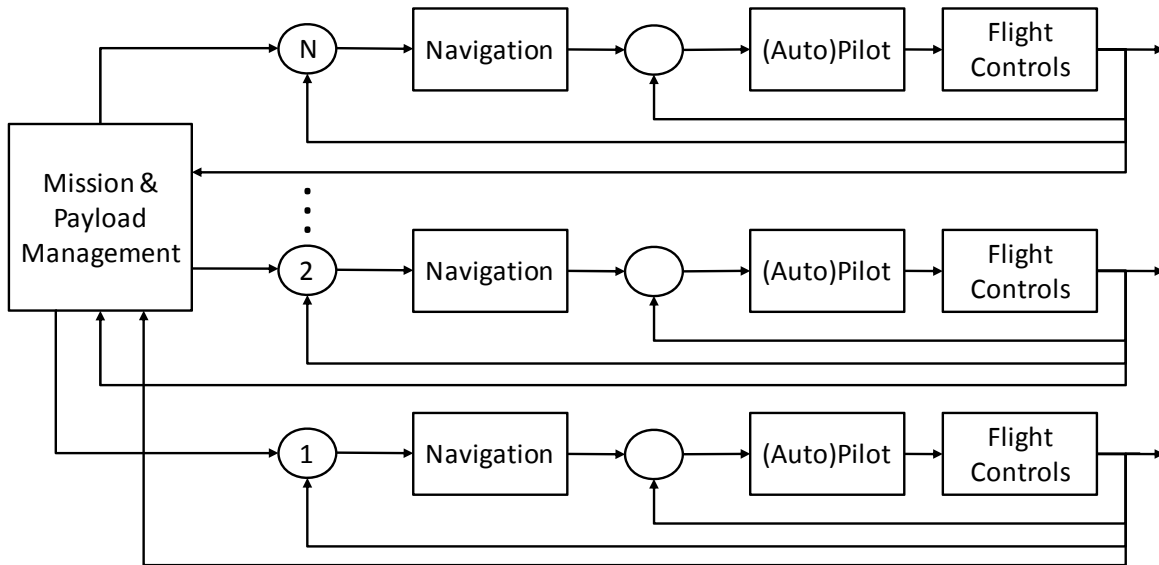 N
Navigation
(Auto)Pilot
Flight
Controls
Mission &
Payload
Management
2
Navigation
(Auto)Pilot
Flight
Controls
1
Navigation
(Auto)Pilot
Flight
Controls